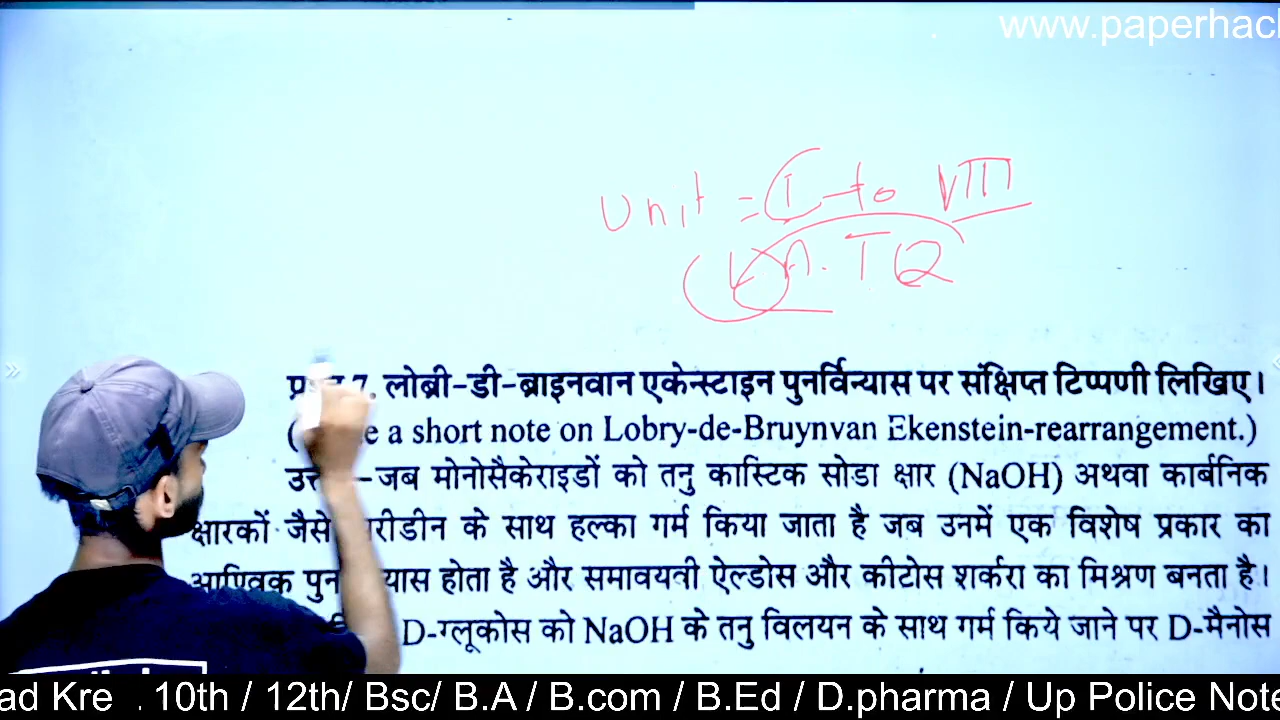 www.paperhack
Unit = I to VIII
V.A. I Q
7. लोब्री-डी-ब्राइनवान एकेन्स्टाइन पुनर्विन्यास पर संक्षिप्त टिप्पणी लिखिए।
e a short note on Lobry-de-Bruynvan Ekenstein-rearrangement.)
उत्त –जब मोनोसैकेराइडों को तनु कास्टिक सोडा क्षार (NaOH) अथवा कार्बनिक
क्षारकों जैसे रीडीन के साथ हल्का गर्म किया जाता है जब उनमें एक विशेष प्रकार का
आण्विक पुन यास होता है और समावयवी ऐल्डोस और कीटोस शर्करा का मिश्रण बनता है।
D-ग्लूकोस को NaOH के तनु विलयन के साथ गर्म किये जाने पर D-मैनोस
ad Kre . 10th / 12th/ Bsc/ B.A / B.com / B.Ed / D.pharma / Up Police Note